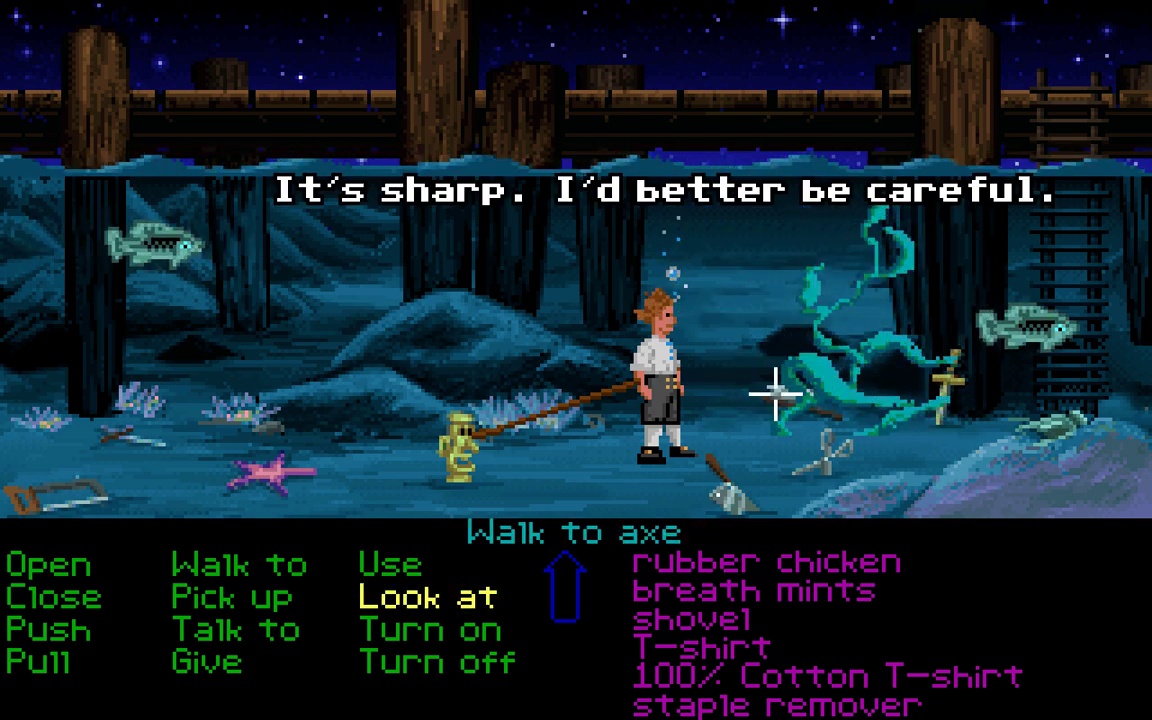 It's sharp. I'd better be careful.
Walk to axe
Open Walk to Use rubber chicken
Close Pick up Look at breath mints
Push Talk to Turn on shovel
Pull Give Turn off T-shirt
100% Cotton T-shirt
staple remover